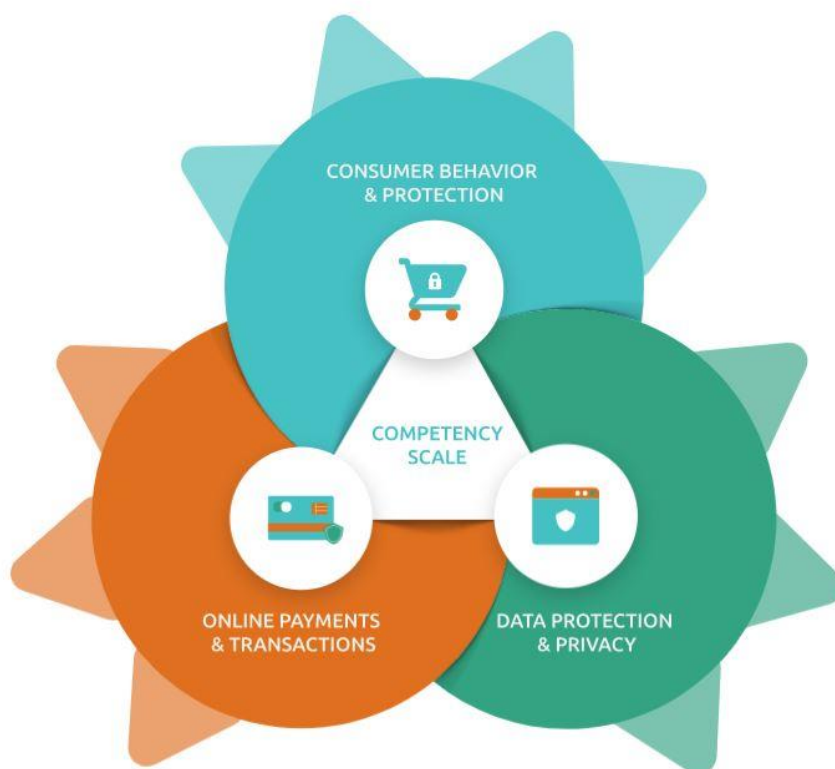 CONSUMER BEHAVIOR
& PROTECTION
COMPETENCY
SCALE
ONLINE PAYMENTS
& TRANSACTIONS
DATA PROTECTION
& PRIVACY